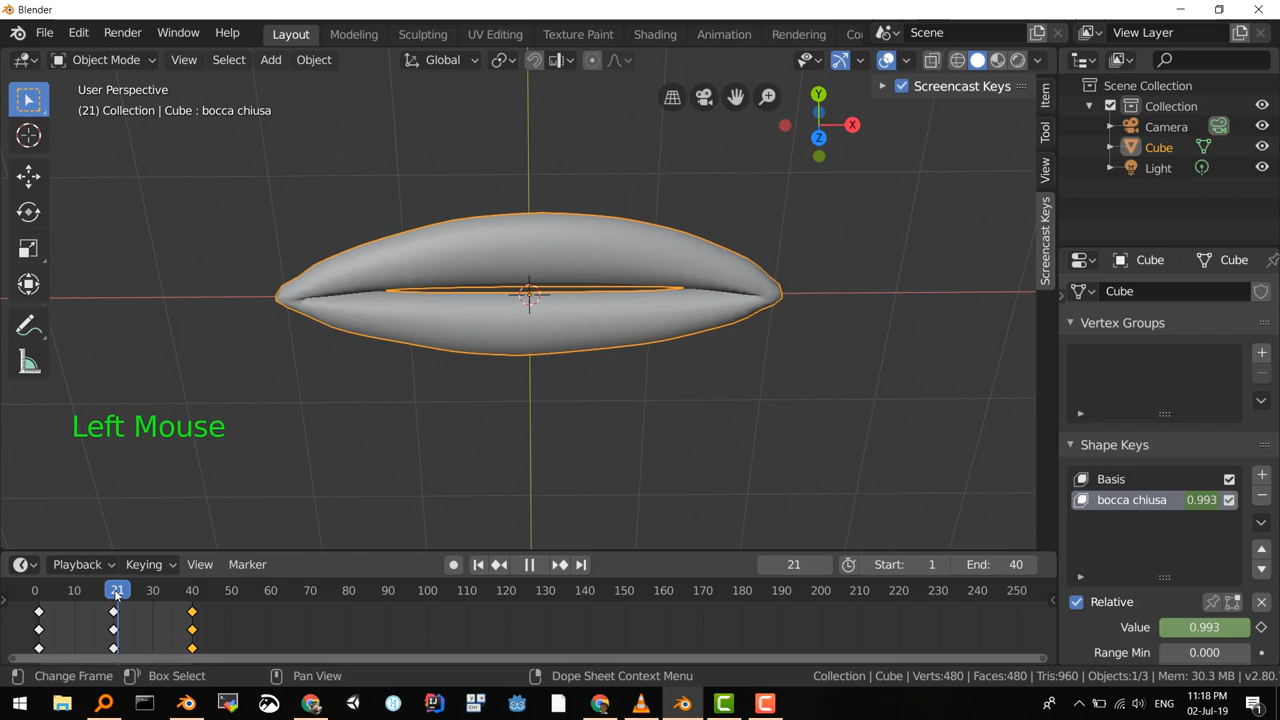 Blender
File Edit Render Window Help Layout Modeling Sculpting UV Editing Texture Paint Shading Animation Rendering Co Scene View Layer
Object Mode View Select Add Object Global
User Perspective
(21) Collection | Cube : bocca chiusa
Screencast Keys
Y
X
Z
Item
Tool
View
Screencast Keys
Scene Collection
Collection
Camera
Cube
Light
Cube Cube
Cube
Vertex Groups
Shape Keys
Basis
bocca chiusa 0.993
Relative
Value 0.993
Range Min 0.000
Left Mouse
Playback Keying View Marker 21 Start: 1 End: 40
1 10 21 30 40 50 60 70 80 90 100 110 120 130 140 150 160 170 180 190 200 210 220 230 240 250
Change Frame Box Select Pan View Dope Sheet Context Menu Collection | Cube | Verts:480 | Faces:480 | Tris:960 | Objects:1/3 | Mem: 30.3 MB | v2.80.
ENG 11:18 PM 02-Jul-19 1